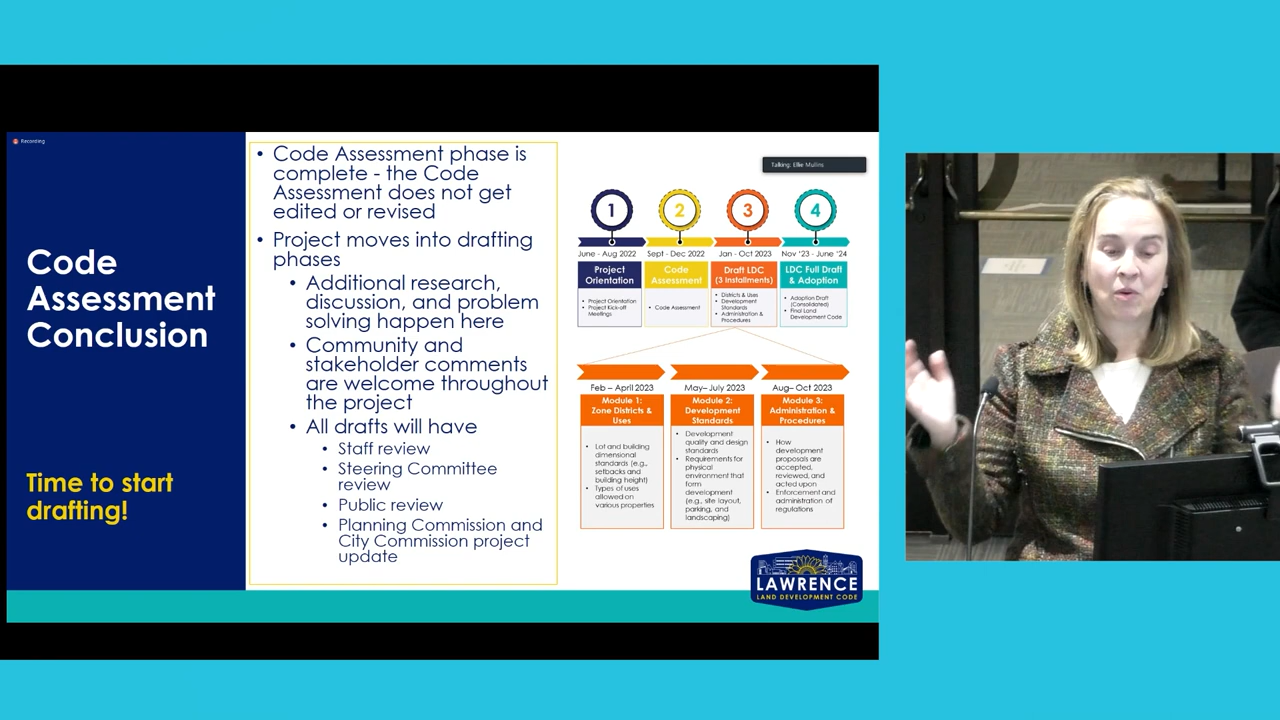 Recording
Code
Assessment
Conclusion
Time to start
drafting!
• Code Assessment phase is
complete - the Code
Assessment does not get
edited or revised
• Project moves into drafting
phases
• Additional research,
discussion, and poblem
solving happen here
• Community and
stakeholder comments
are welcome throughout
the project
• All drafts will have
• Staff review
• Steering Committee
review
• Public review
• Planning Commission and
City Commission project
update
Talking: Ellie Mullins
1
2
3
4
June - Aug 2022
Sept - Dec 2022
Jan - Oct 2023
Nov '23 - June '24
Project
Orientation
• Project Orientation
• Project Kick-off
Meetings
Code
Assessment
• Code Assessment
Draft LDC
(3 Installments)
• Districts & Uses
• Development
Standards
• Administration &
Procedures
LDC Full Draft
& Adoption
• Adoption Draft
(Consolidated)
• Final Land
Development Code
Feb – April 2023
Module 1:
Zone Districts &
Uses
• Lot and building
dimensional
standards (e.g.,
setbacks and
building height)
• Types of uses
allowed on
various properties
May– July 2023
Module 2:
Development
Standards
• Development
quality and design
standards
• Requirements for
physical
environment that
form
development
(e.g., site layout,
parking, and
landscaping)
Aug– Oct 2023
Module 3:
Administration &
Procedures
• How
development
proposals are
accepted,
reviewed, and
acted upon
• Enforcement and
administration of
regulations
LAWRENCE
LAND DEVELOPMENT CODE